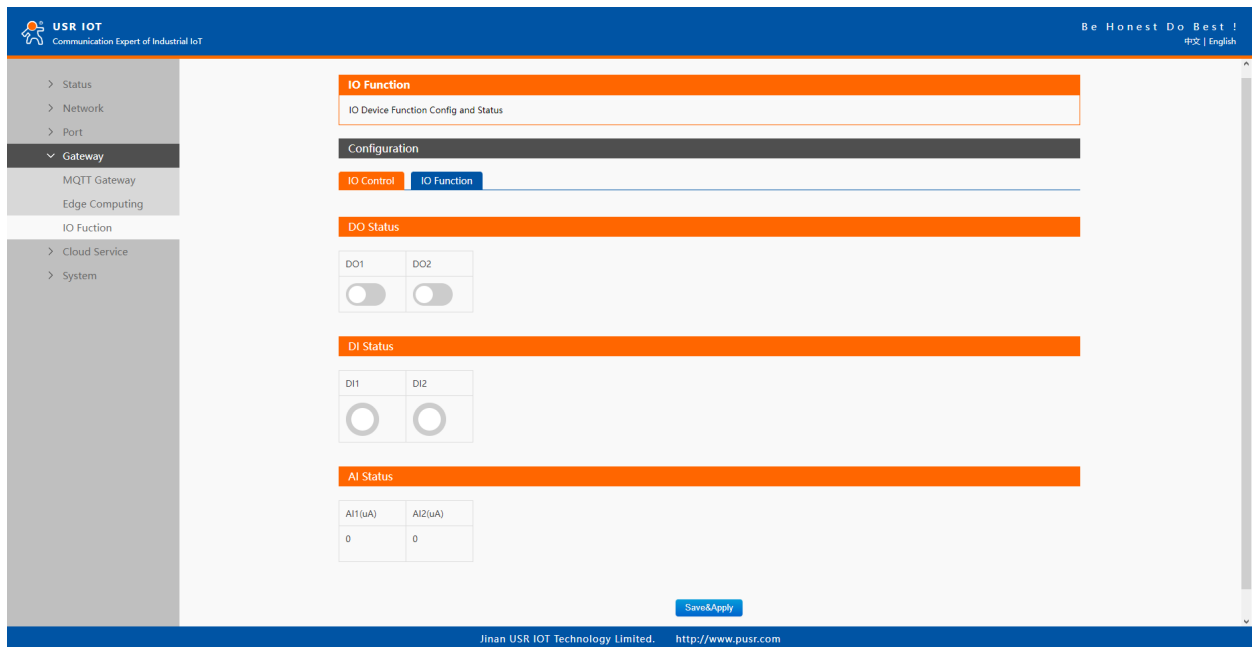 USR IOT
Communication Expert of Industrial IoT
Be Honest Do Best !
中文 | English
Status
Network
Port
Gateway
MQTT Gateway
Edge Computing
IO Fuction
Cloud Service
System
IO Function
IO Device Function Config and Status
Configuration
IO Control IO Function
DO Status
DO1 DO2
DI Status
DI1 DI2
AI Status
AI1(uA) AI2(uA)
0 0
Save&Apply
Jinan USR IOT Technology Limited. http://www.pusr.com